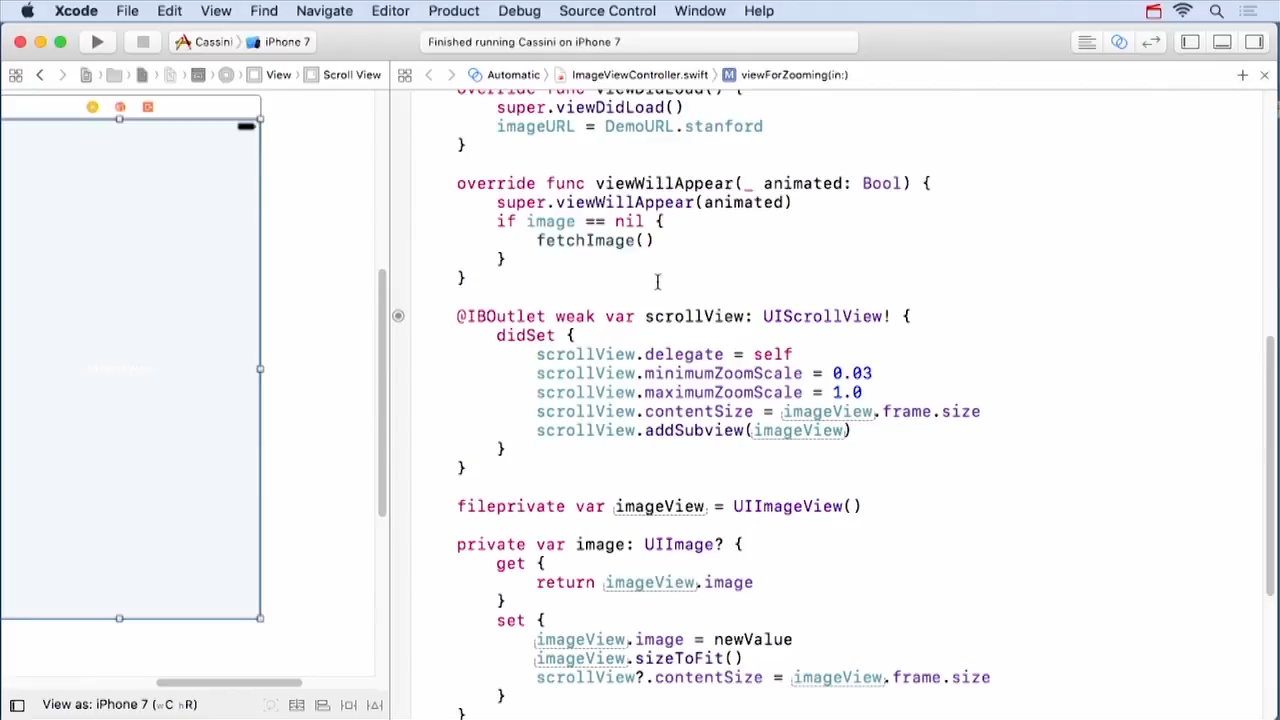 Xcode File Edit View Find Navigate Editor Product Debug Source Control Window Help
Cassini iPhone 7 Finished running Cassini on iPhone 7
View Scroll View Automatic ImageViewController.swift M viewForZooming(in:)
override func viewDidLoad() {
super.viewDidLoad()
imageURL = DemoURL.stanford
}
override func viewWillAppear(_ animated: Bool) {
super.viewWillAppear(animated)
if image == nil {
fetchImage()
}
}
@IBOutlet weak var scrollView: UIScrollView! {
didSet {
scrollView.delegate = self
scrollView.minimumZoomScale = 0.03
scrollView.maximumZoomScale = 1.0
scrollView.contentSize = imageView.frame.size
scrollView.addSubview(imageView)
}
}
fileprivate var imageView = UIImageView()
private var image: UIImage? {
get {
return imageView.image
}
set {
imageView.image = newValue
imageView.sizeToFit()
scrollView?.contentSize = imageView.frame.size
}
}
View as: iPhone 7 (wC hR)